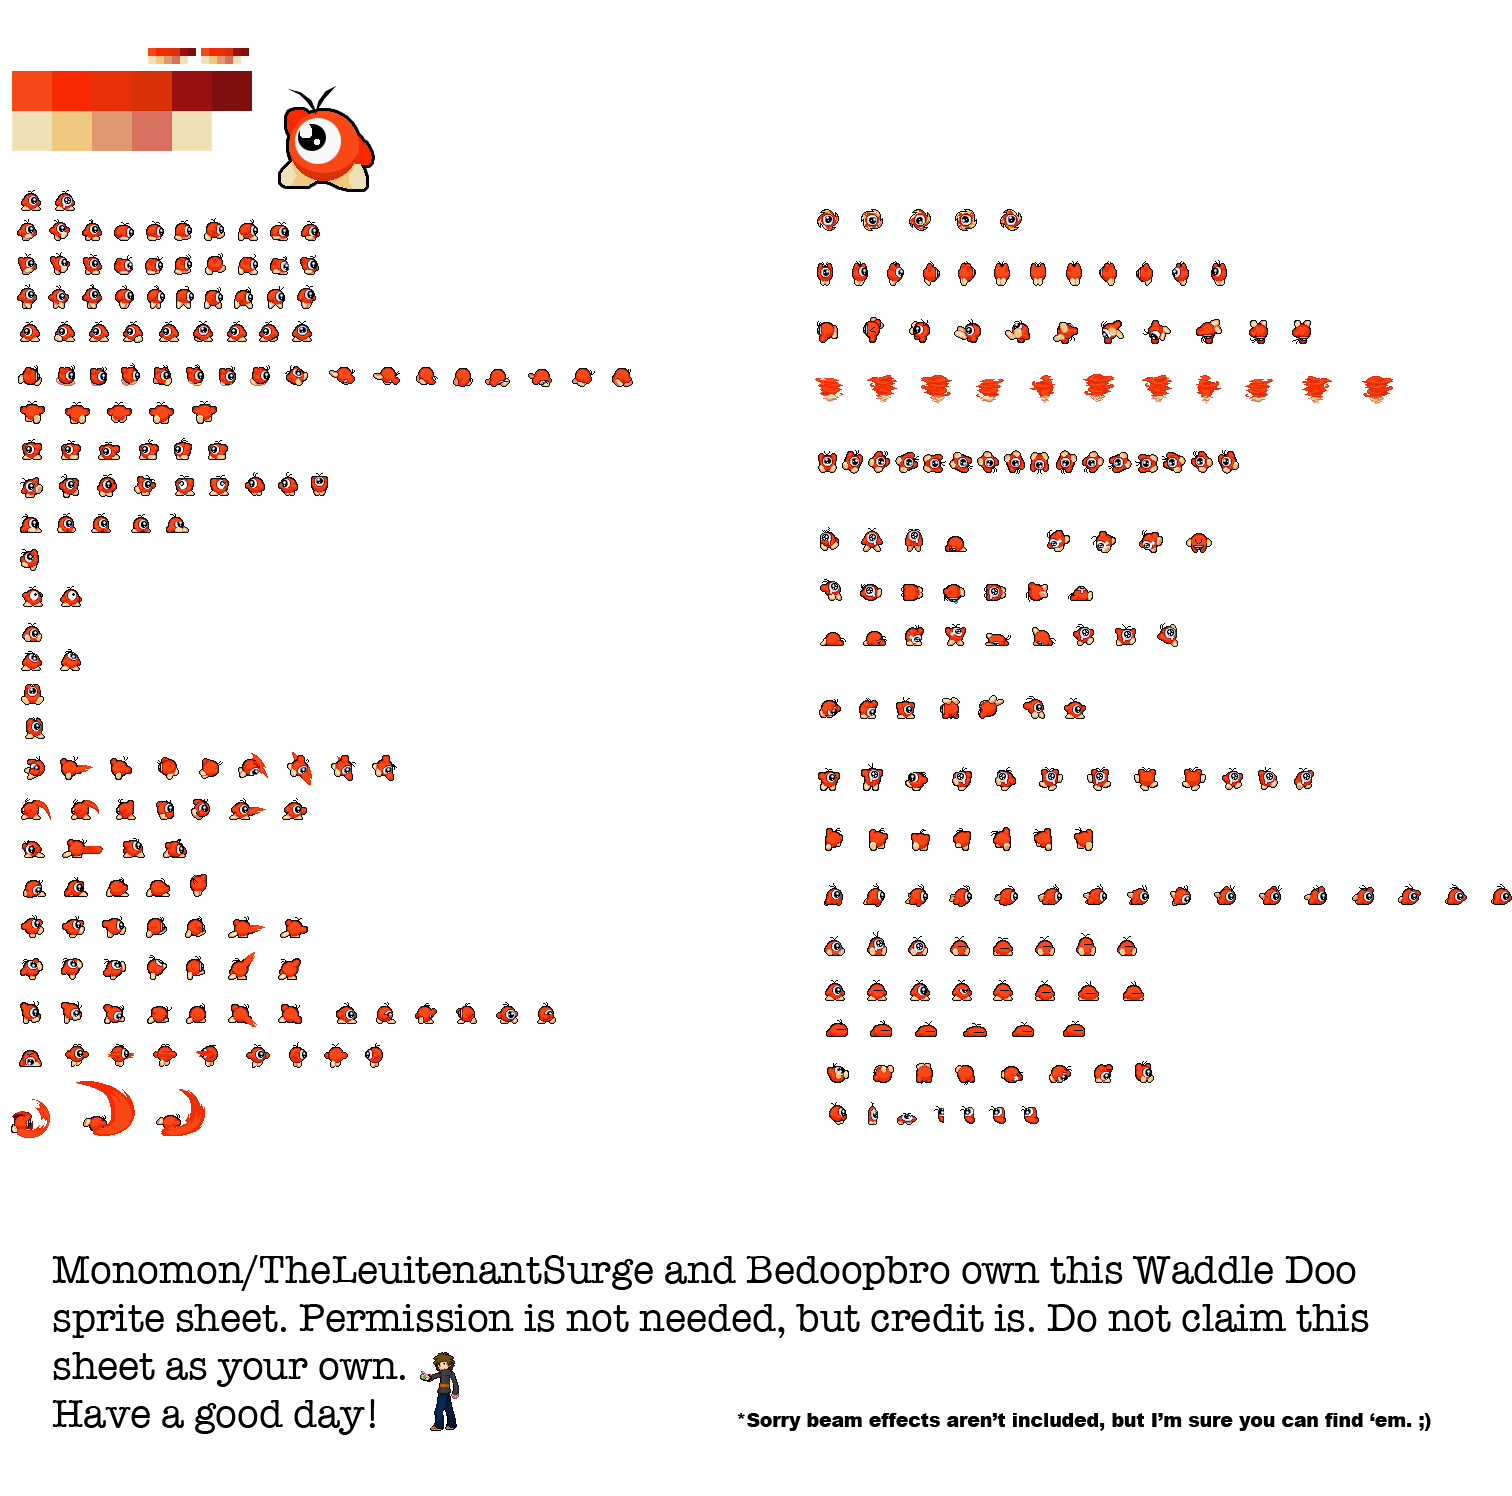 Monomon/TheLeuitenantSurge and Bedoopbro own this Waddle Doo
sprite sheet. Permission is not needed, but credit is. Do not claim this
sheet as your own.
Have a good day!
*Sorry beam effects aren’t included, but I’m sure you can find ‘em. ;)